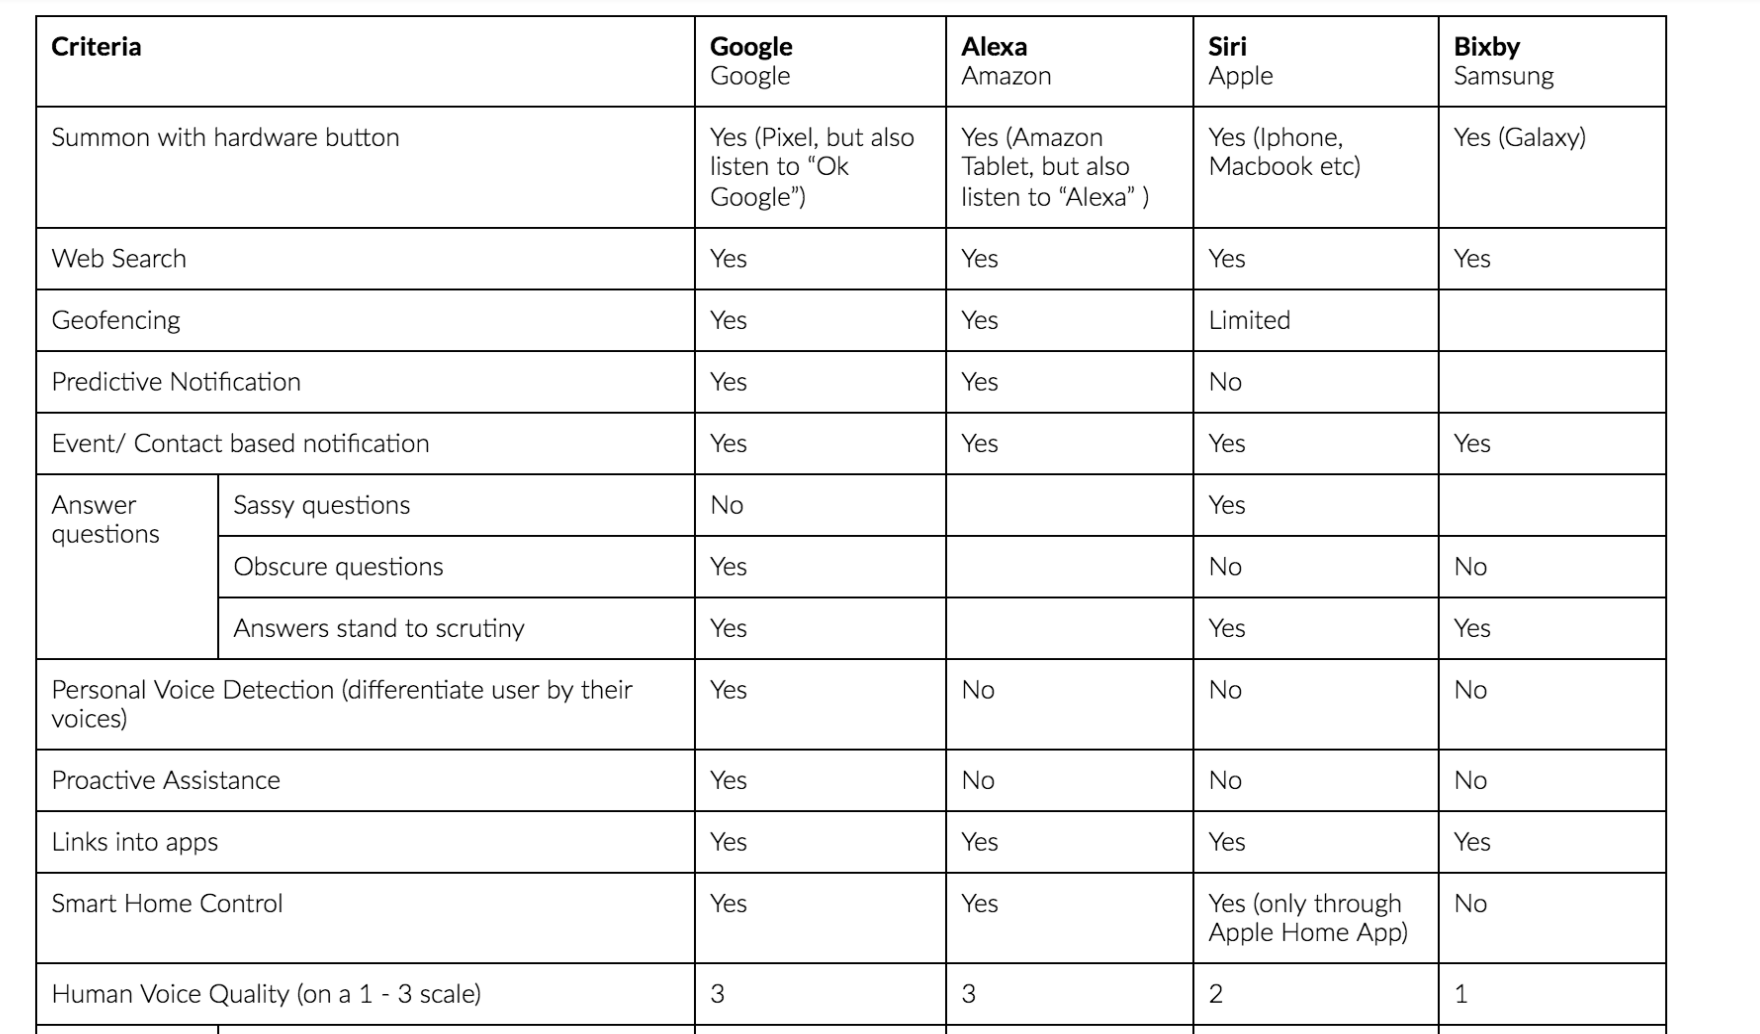 Criteria
Google
Google
Alexa
Amazon
Siri
Apple
Bixby
Samsung
Summon with hardware button
Yes (Pixel, but also
listen to “Ok
Google”)
Yes (Amazon
Tablet, but also
listen to “Alexa” )
Yes (Iphone,
Macbook etc)
Yes (Galaxy)
Web Search
Yes
Yes
Yes
Yes
Geofencing
Yes
Yes
Limited
Predictive Notification
Yes
Yes
No
Event/ Contact based notification
Yes
Yes
Yes
Yes
Answer
questions
Sassy questions
No
Yes
Obscure questions
Yes
No
No
Answers stand to scrutiny
Yes
Yes
Yes
Personal Voice Detection (differentiate user by their
voices)
Yes
No
No
No
Proactive Assistance
Yes
No
No
No
Links into apps
Yes
Yes
Yes
Yes
Smart Home Control
Yes
Yes
Yes (only through
Apple Home App)
No
Human Voice Quality (on a 1 - 3 scale)
3
3
2
1